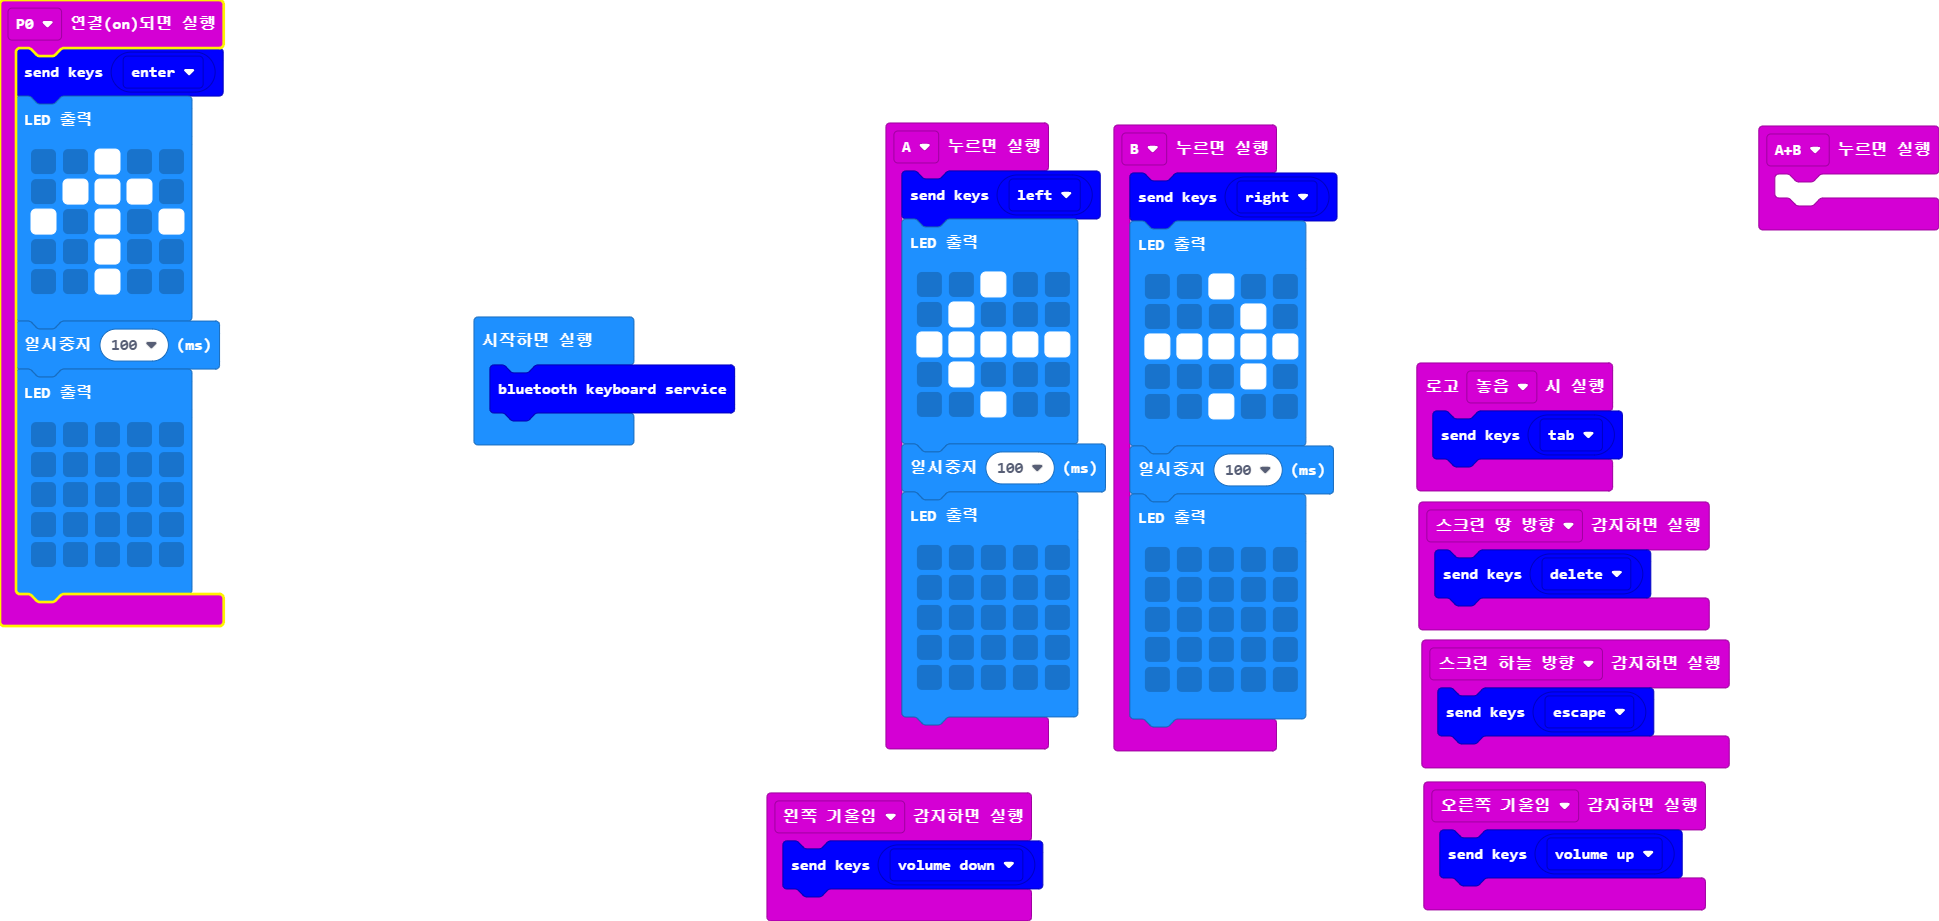 P0 연결(on)되면 실행
send keys enter
LED 출력
일시중지 100 (ms)
LED 출력
시작하면 실행
bluetooth keyboard service
A 누르면 실행
send keys left
LED 출력
일시중지 100 (ms)
LED 출력
B 누르면 실행
send keys right
LED 출력
일시중지 100 (ms)
LED 출력
A+B 누르면 실행
로고 놓음 시 실행
send keys tab
스크린 땅 방향 감지하면 실행
send keys delete
스크린 하늘 방향 감지하면 실행
send keys escape
왼쪽 기울임 감지하면 실행
send keys volume down
오른쪽 기울임 감지하면 실행
send keys volume up